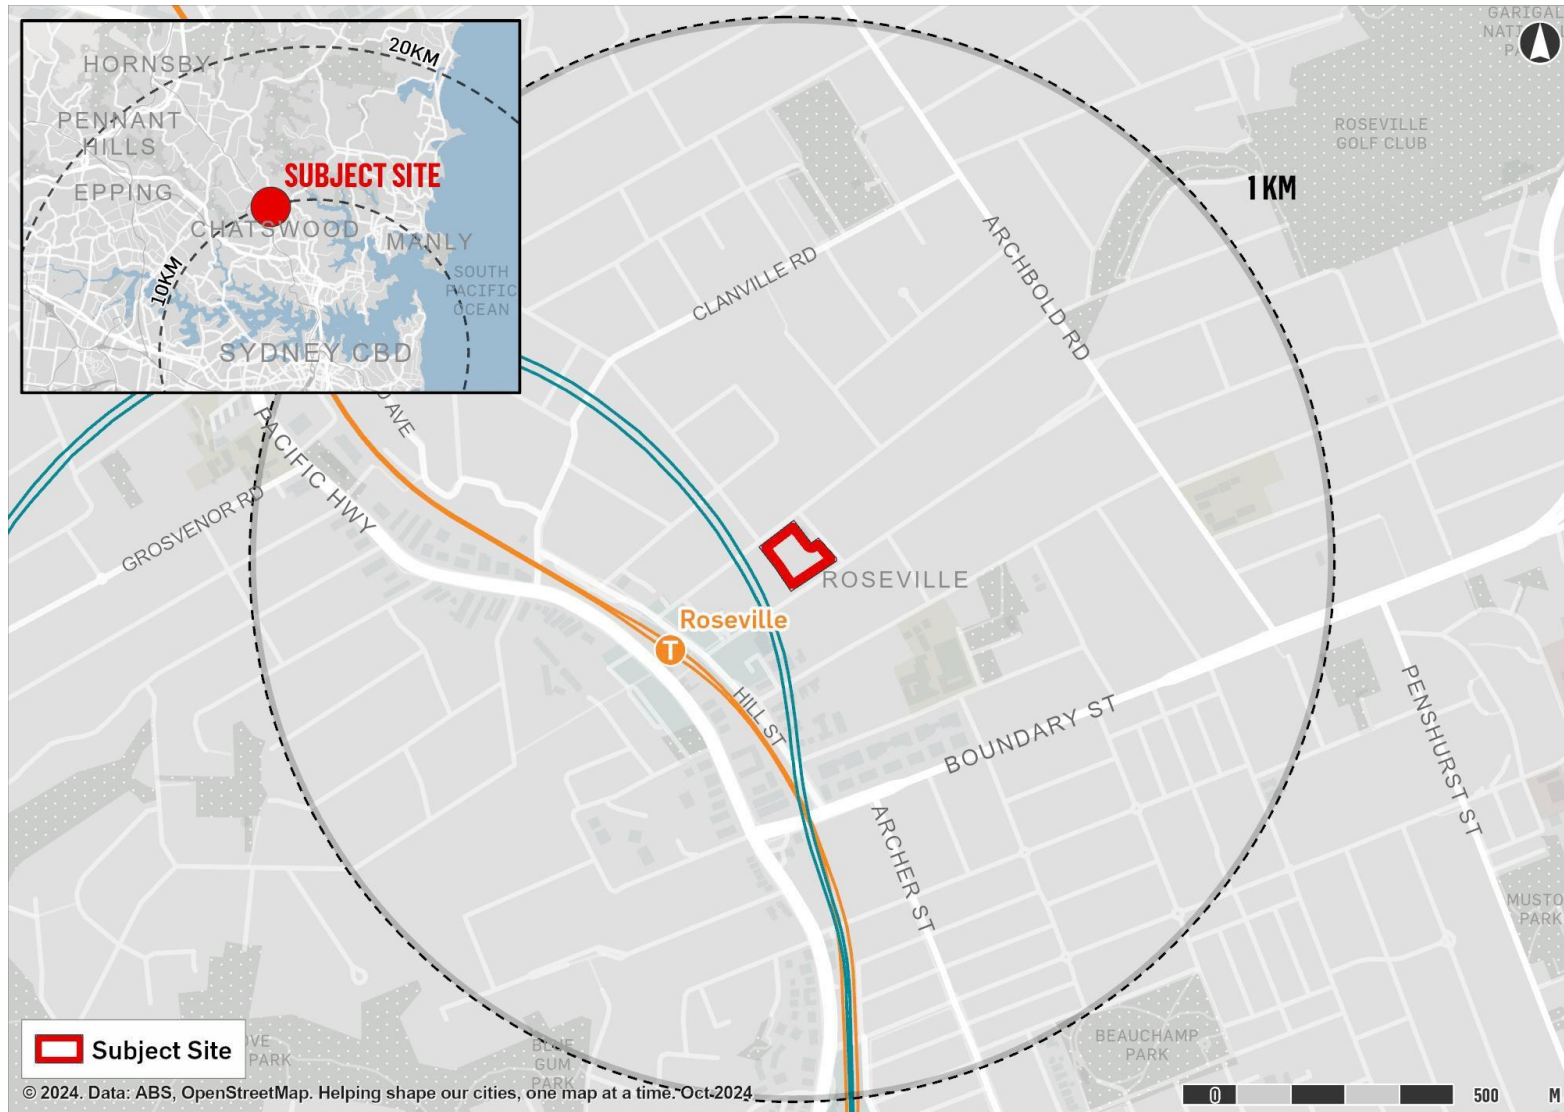 HORNSBY
20KM
PENNANT
HILLS
EPPING
SUBJECT SITE
CHATSWOOD
MANLY
10KM
SOUTH
PACIFIC
OCEAN
SYDNEY CBD
GARIGAL
ROSEVILLE
GOLF CLUB
1 KM
ARCHBOLD RD
CLANVILLE RD
AVE
PACIFIC HWY
GROSVENOR RD
ROSEVILLE
Roseville
T
HILL ST
BOUNDARY ST
PENSHURST ST
ARCHER ST
MUSTO
PARK
BEAUCHAMP
PARK
BLUE
GUM
PARK
PARK
Subject Site
© 2024. Data: ABS, OpenStreetMap. Helping shape our cities, one map at a time. Oct-2024
0
500
M